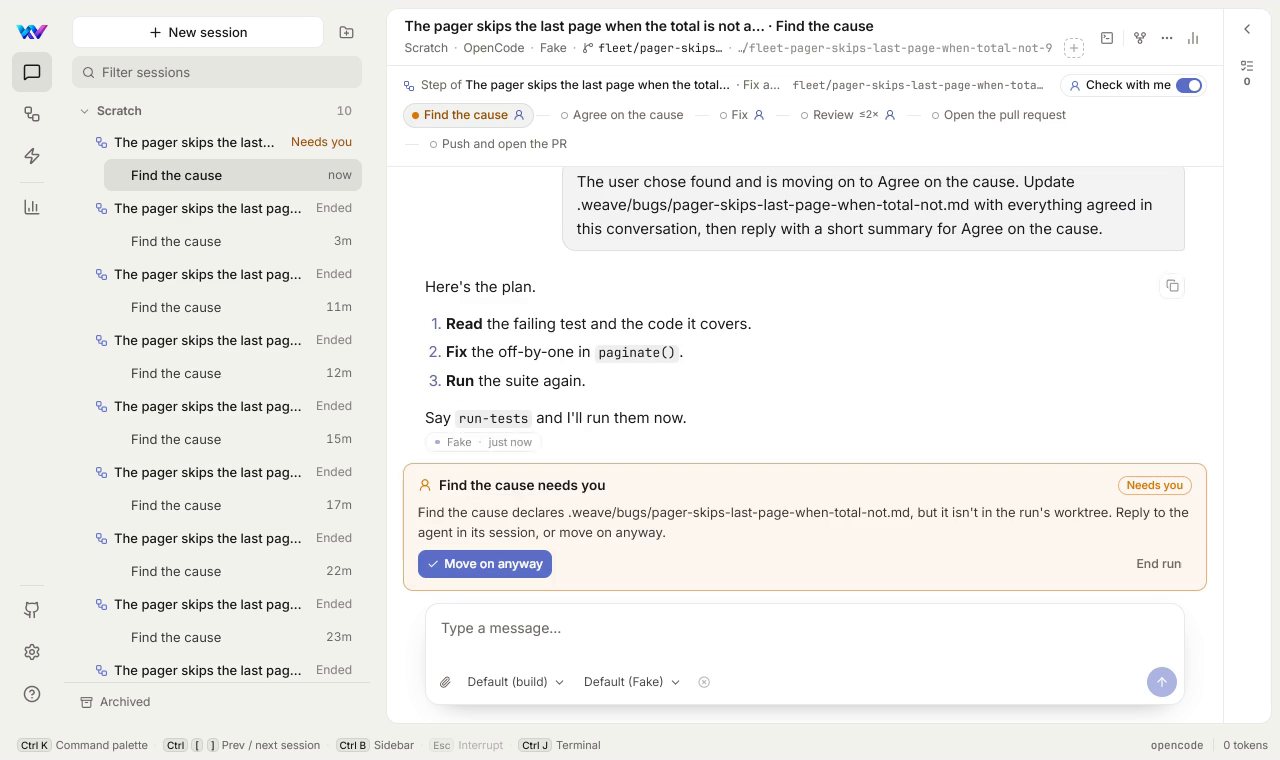 New session
Filter sessions
Scratch 10
The pager skips the last... Needs you
Find the cause now
The pager skips the last pag... Ended
Find the cause 3m
The pager skips the last pag... Ended
Find the cause 11m
The pager skips the last pag... Ended
Find the cause 12m
The pager skips the last pag... Ended
Find the cause 15m
The pager skips the last pag... Ended
Find the cause 17m
The pager skips the last pag... Ended
Find the cause 22m
The pager skips the last pag... Ended
Find the cause 23m
The pager skips the last pag... Ended
Archived
The pager skips the last page when the total is not a... · Find the cause
Scratch · OpenCode · Fake · fleet/pager-skips… · …/fleet-pager-skips-last-page-when-total-not-9
Step of The pager skips the last page when the total... · Fix a... fleet/pager-skips-last-page-when-tota… Check with me
Find the cause Agree on the cause Fix Review ≤2× Open the pull request
Push and open the PR
The user chose found and is moving on to Agree on the cause. Update
.weave/bugs/pager-skips-last-page-when-total-not.md with everything agreed in
this conversation, then reply with a short summary for Agree on the cause.
Here's the plan.
1. Read the failing test and the code it covers.
2. Fix the off-by-one in paginate().
3. Run the suite again.
Say run-tests and I'll run them now.
Fake · just now
Find the cause needs you Needs you
Find the cause declares .weave/bugs/pager-skips-last-page-when-total-not.md, but it isn't in the run's worktree. Reply to the
agent in its session, or move on anyway.
Move on anyway End run
Type a message...
Default (build) Default (Fake)
0
Ctrl K Command palette · Ctrl [ ] Prev / next session · Ctrl B Sidebar · Esc Interrupt · Ctrl J Terminal opencode 0 tokens